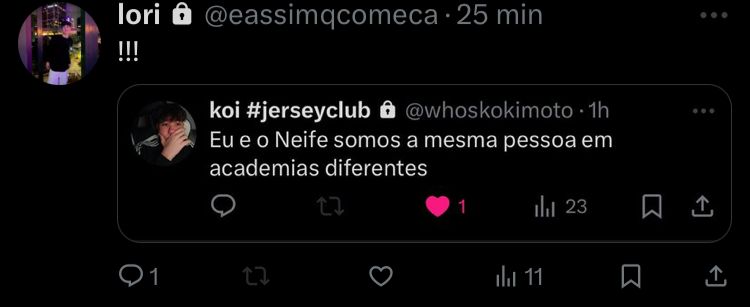 lori 🔒 @eassimqcomeca · 25 min
!!!
koi #jerseyclub 🔒 @whoskokimoto · 1h
Eu e o Neife somos a mesma pessoa em
academias diferentes
1 23
1 11